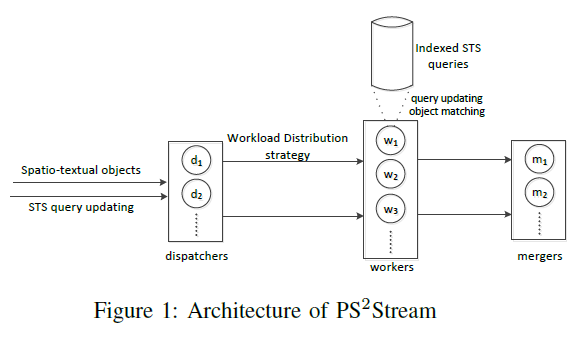 Indexed STS
queries
query updating
object matching
Workload Distribution
strategy
Spatio-textual objects
STS query updating
d1
d2
w1
w2
w3
m1
m2
dispatchers
workers
mergers
Figure 1: Architecture of PS²Stream